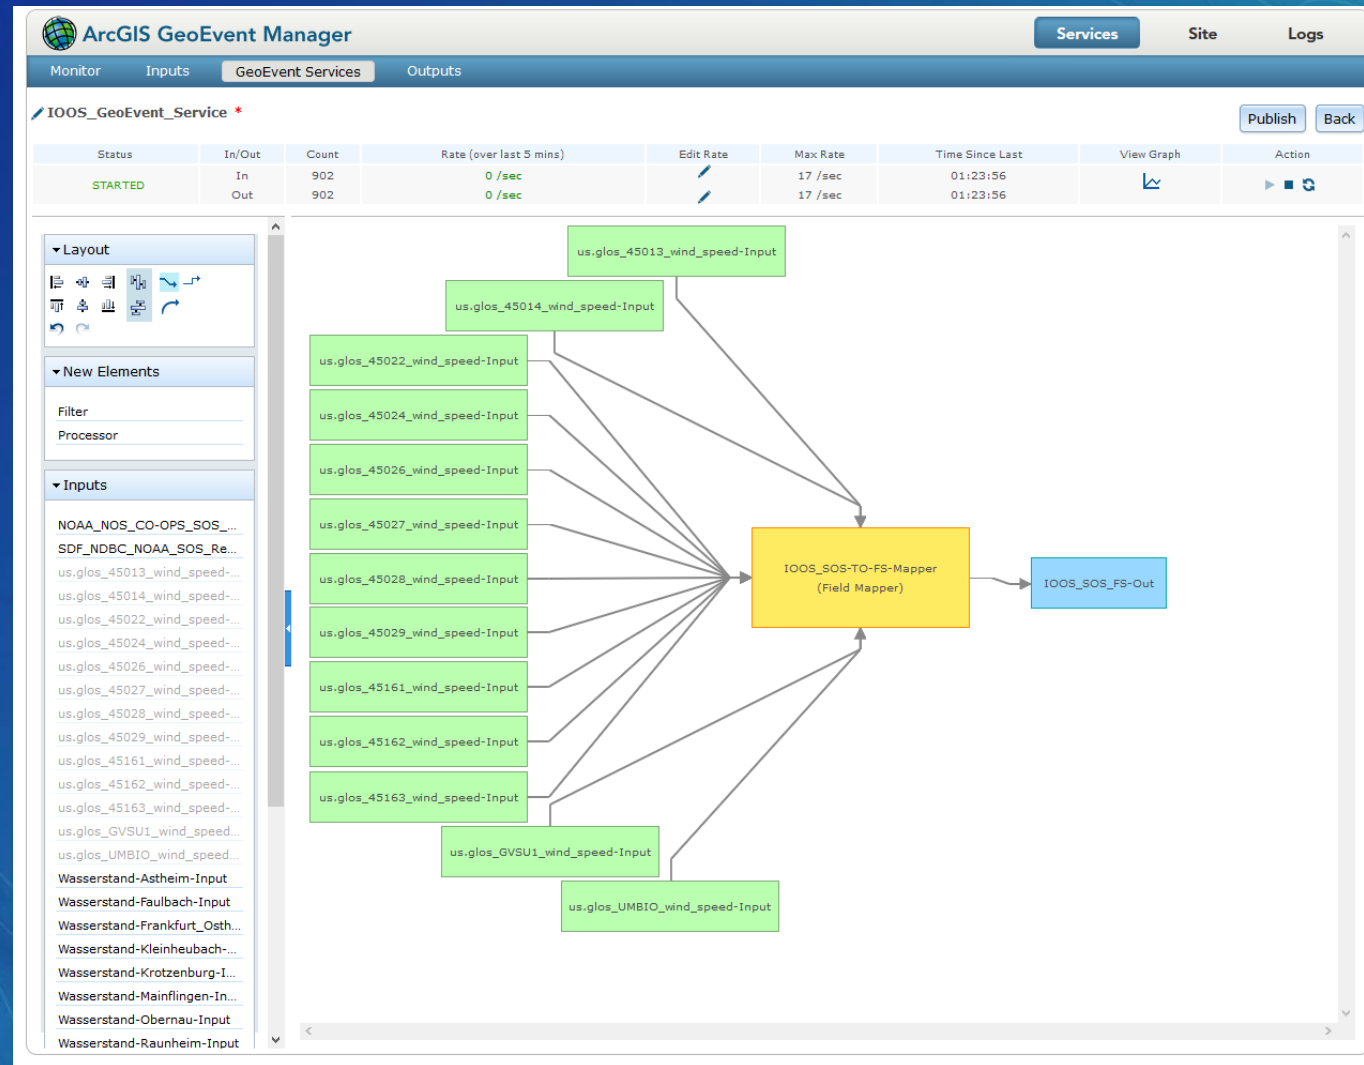 ArcGIS GeoEvent Manager
Services Site Logs
Monitor Inputs GeoEvent Services Outputs
IOOS_GeoEvent_Service *
Publish Back
Status In/Out Count Rate (over last 5 mins) Edit Rate Max Rate Time Since Last View Graph Action
STARTED
In 902 0 /sec 17 /sec 01:23:56
Out 902 0 /sec 17 /sec 01:23:56
Layout
New Elements
Filter
Processor
Inputs
NOAA_NOS_CO-OPS_SOS_...
SDF_NDBC_NOAA_SOS_Re...
us.glos_45013_wind_speed-...
us.glos_45014_wind_speed-...
us.glos_45022_wind_speed-...
us.glos_45024_wind_speed-...
us.glos_45026_wind_speed-...
us.glos_45027_wind_speed-...
us.glos_45028_wind_speed-...
us.glos_45029_wind_speed-...
us.glos_45161_wind_speed-...
us.glos_45162_wind_speed-...
us.glos_45163_wind_speed-...
us.glos_GVSU1_wind_speed...
us.glos_UMBIO_wind_speed...
Wasserstand-Astheim-Input
Wasserstand-Faulbach-Input
Wasserstand-Frankfurt_Osth...
Wasserstand-Kleinheubach-...
Wasserstand-Krotzenburg-I...
Wasserstand-Mainflingen-In...
Wasserstand-Obernau-Input
Wasserstand-Raunheim-Input
us.glos_45013_wind_speed-Input
us.glos_45014_wind_speed-Input
us.glos_45022_wind_speed-Input
us.glos_45024_wind_speed-Input
us.glos_45026_wind_speed-Input
us.glos_45027_wind_speed-Input
us.glos_45028_wind_speed-Input
us.glos_45029_wind_speed-Input
us.glos_45161_wind_speed-Input
us.glos_45162_wind_speed-Input
us.glos_45163_wind_speed-Input
us.glos_GVSU1_wind_speed-Input
us.glos_UMBIO_wind_speed-Input
IOOS_SOS-TO-FS-Mapper
(Field Mapper)
IOOS_SOS_FS-Out